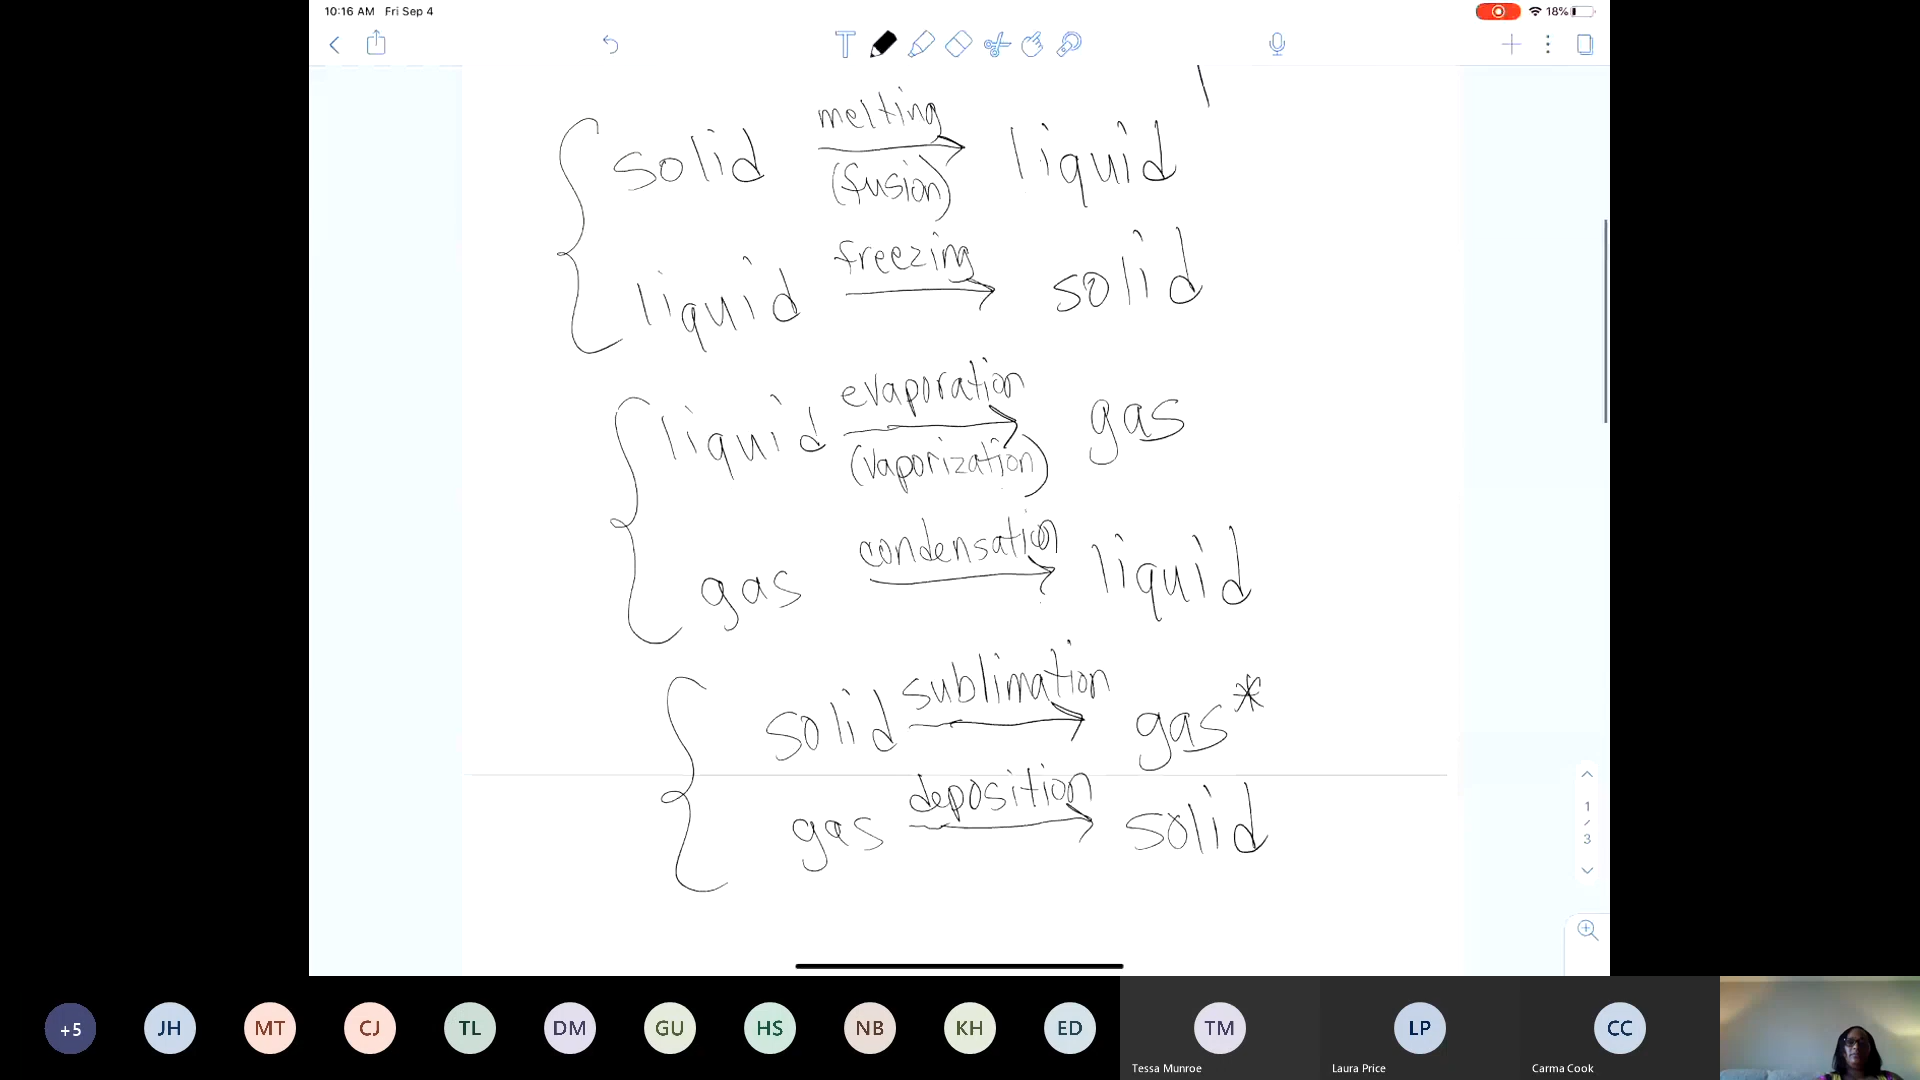 10:16 AM Fri Sep 4
18%
T
melting
solid liquid
(fusion)
freezing
liquid solid
evaporation
liquid gas
(vaporization)
condensation
gas liquid
sublimation
solid gas*
deposition
gas solid
1
/
3
+5 JH MT CJ TL DM GU HS NB KH ED TM LP CC
Tessa Munroe Laura Price Carma Cook